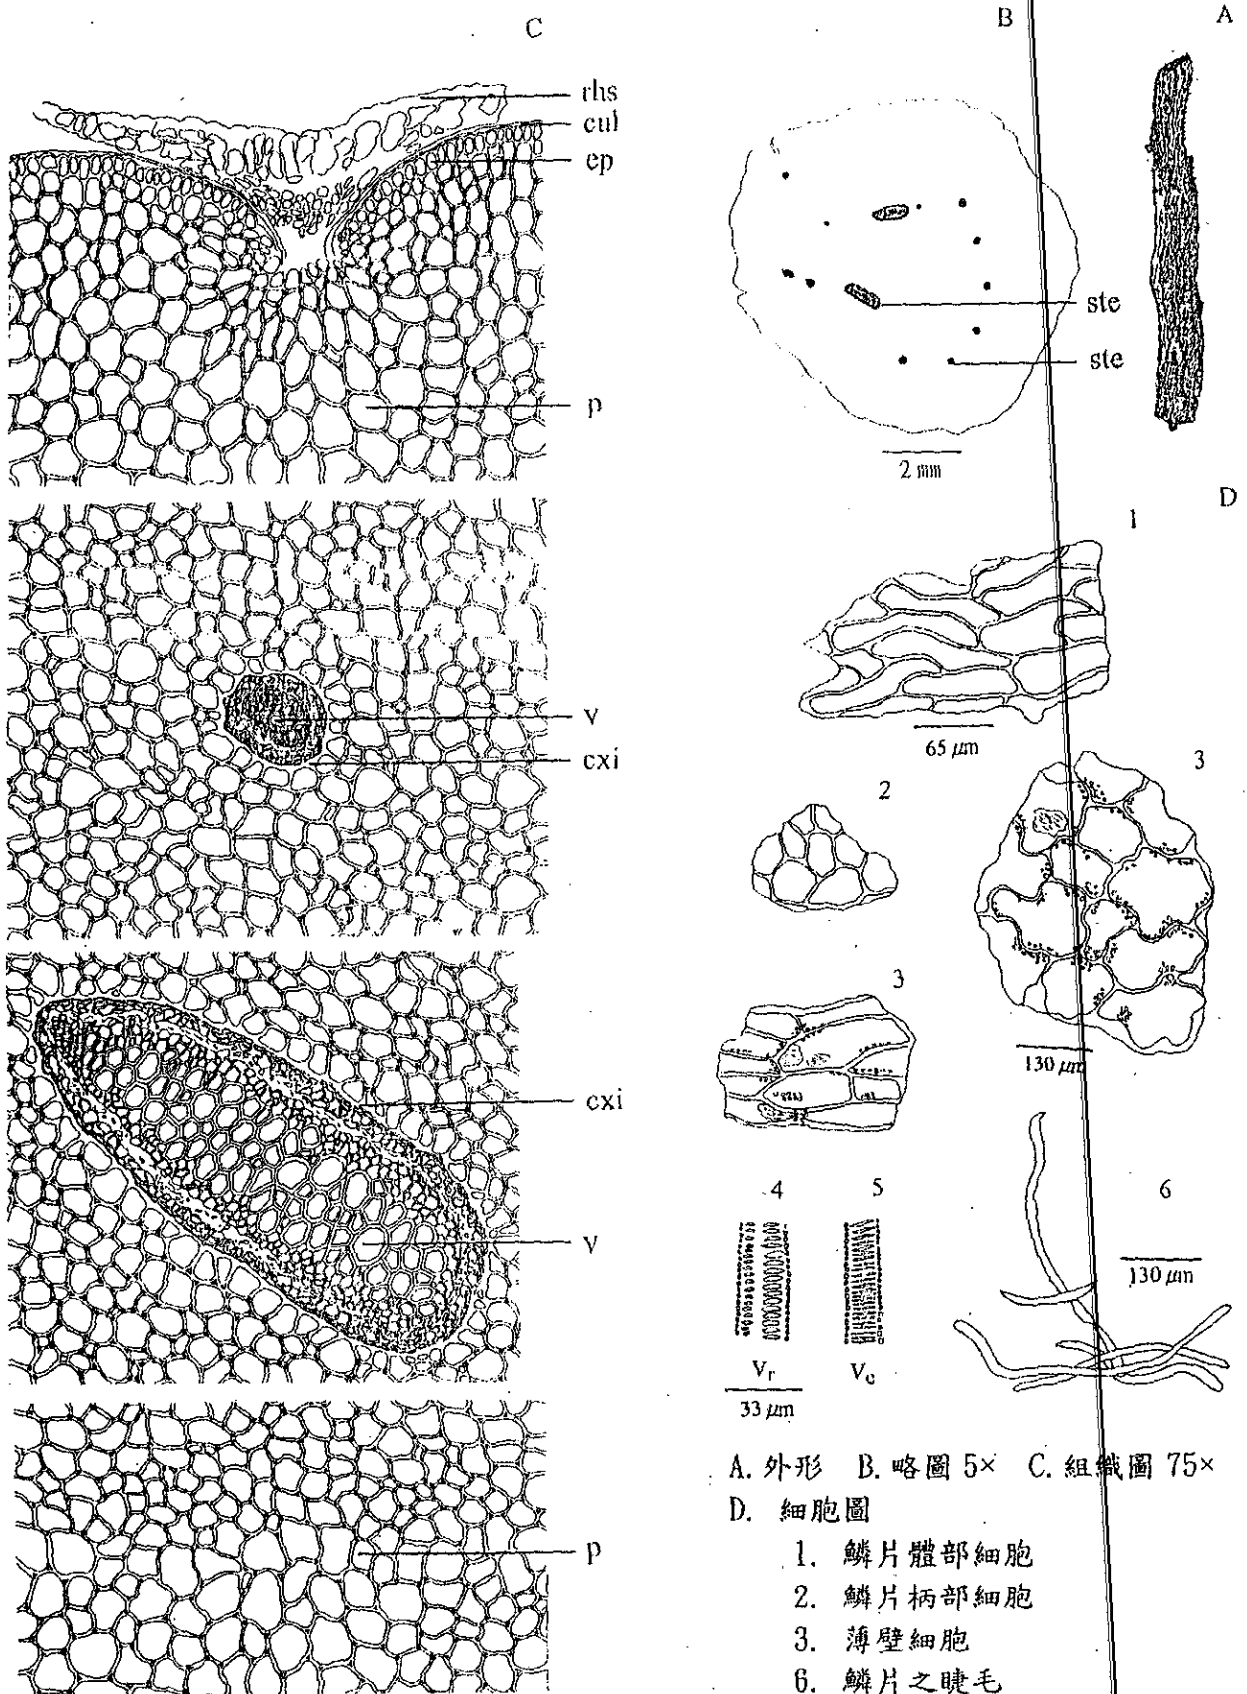 C
rhs
cul
ep
p
v
cxi
cxi
v
p
B
A
ste
ste
2 mm
D
1
65 μm
2
3
130 μm
3
4
5
6
130 μm
Vr
Ve
33 μm
A. 外形 B. 略圖 5× C. 組織圖 75×
D. 細胞圖
1. 鱗片體部細胞
2. 鱗片柄部細胞
3. 薄壁細胞
6. 鱗片之睫毛